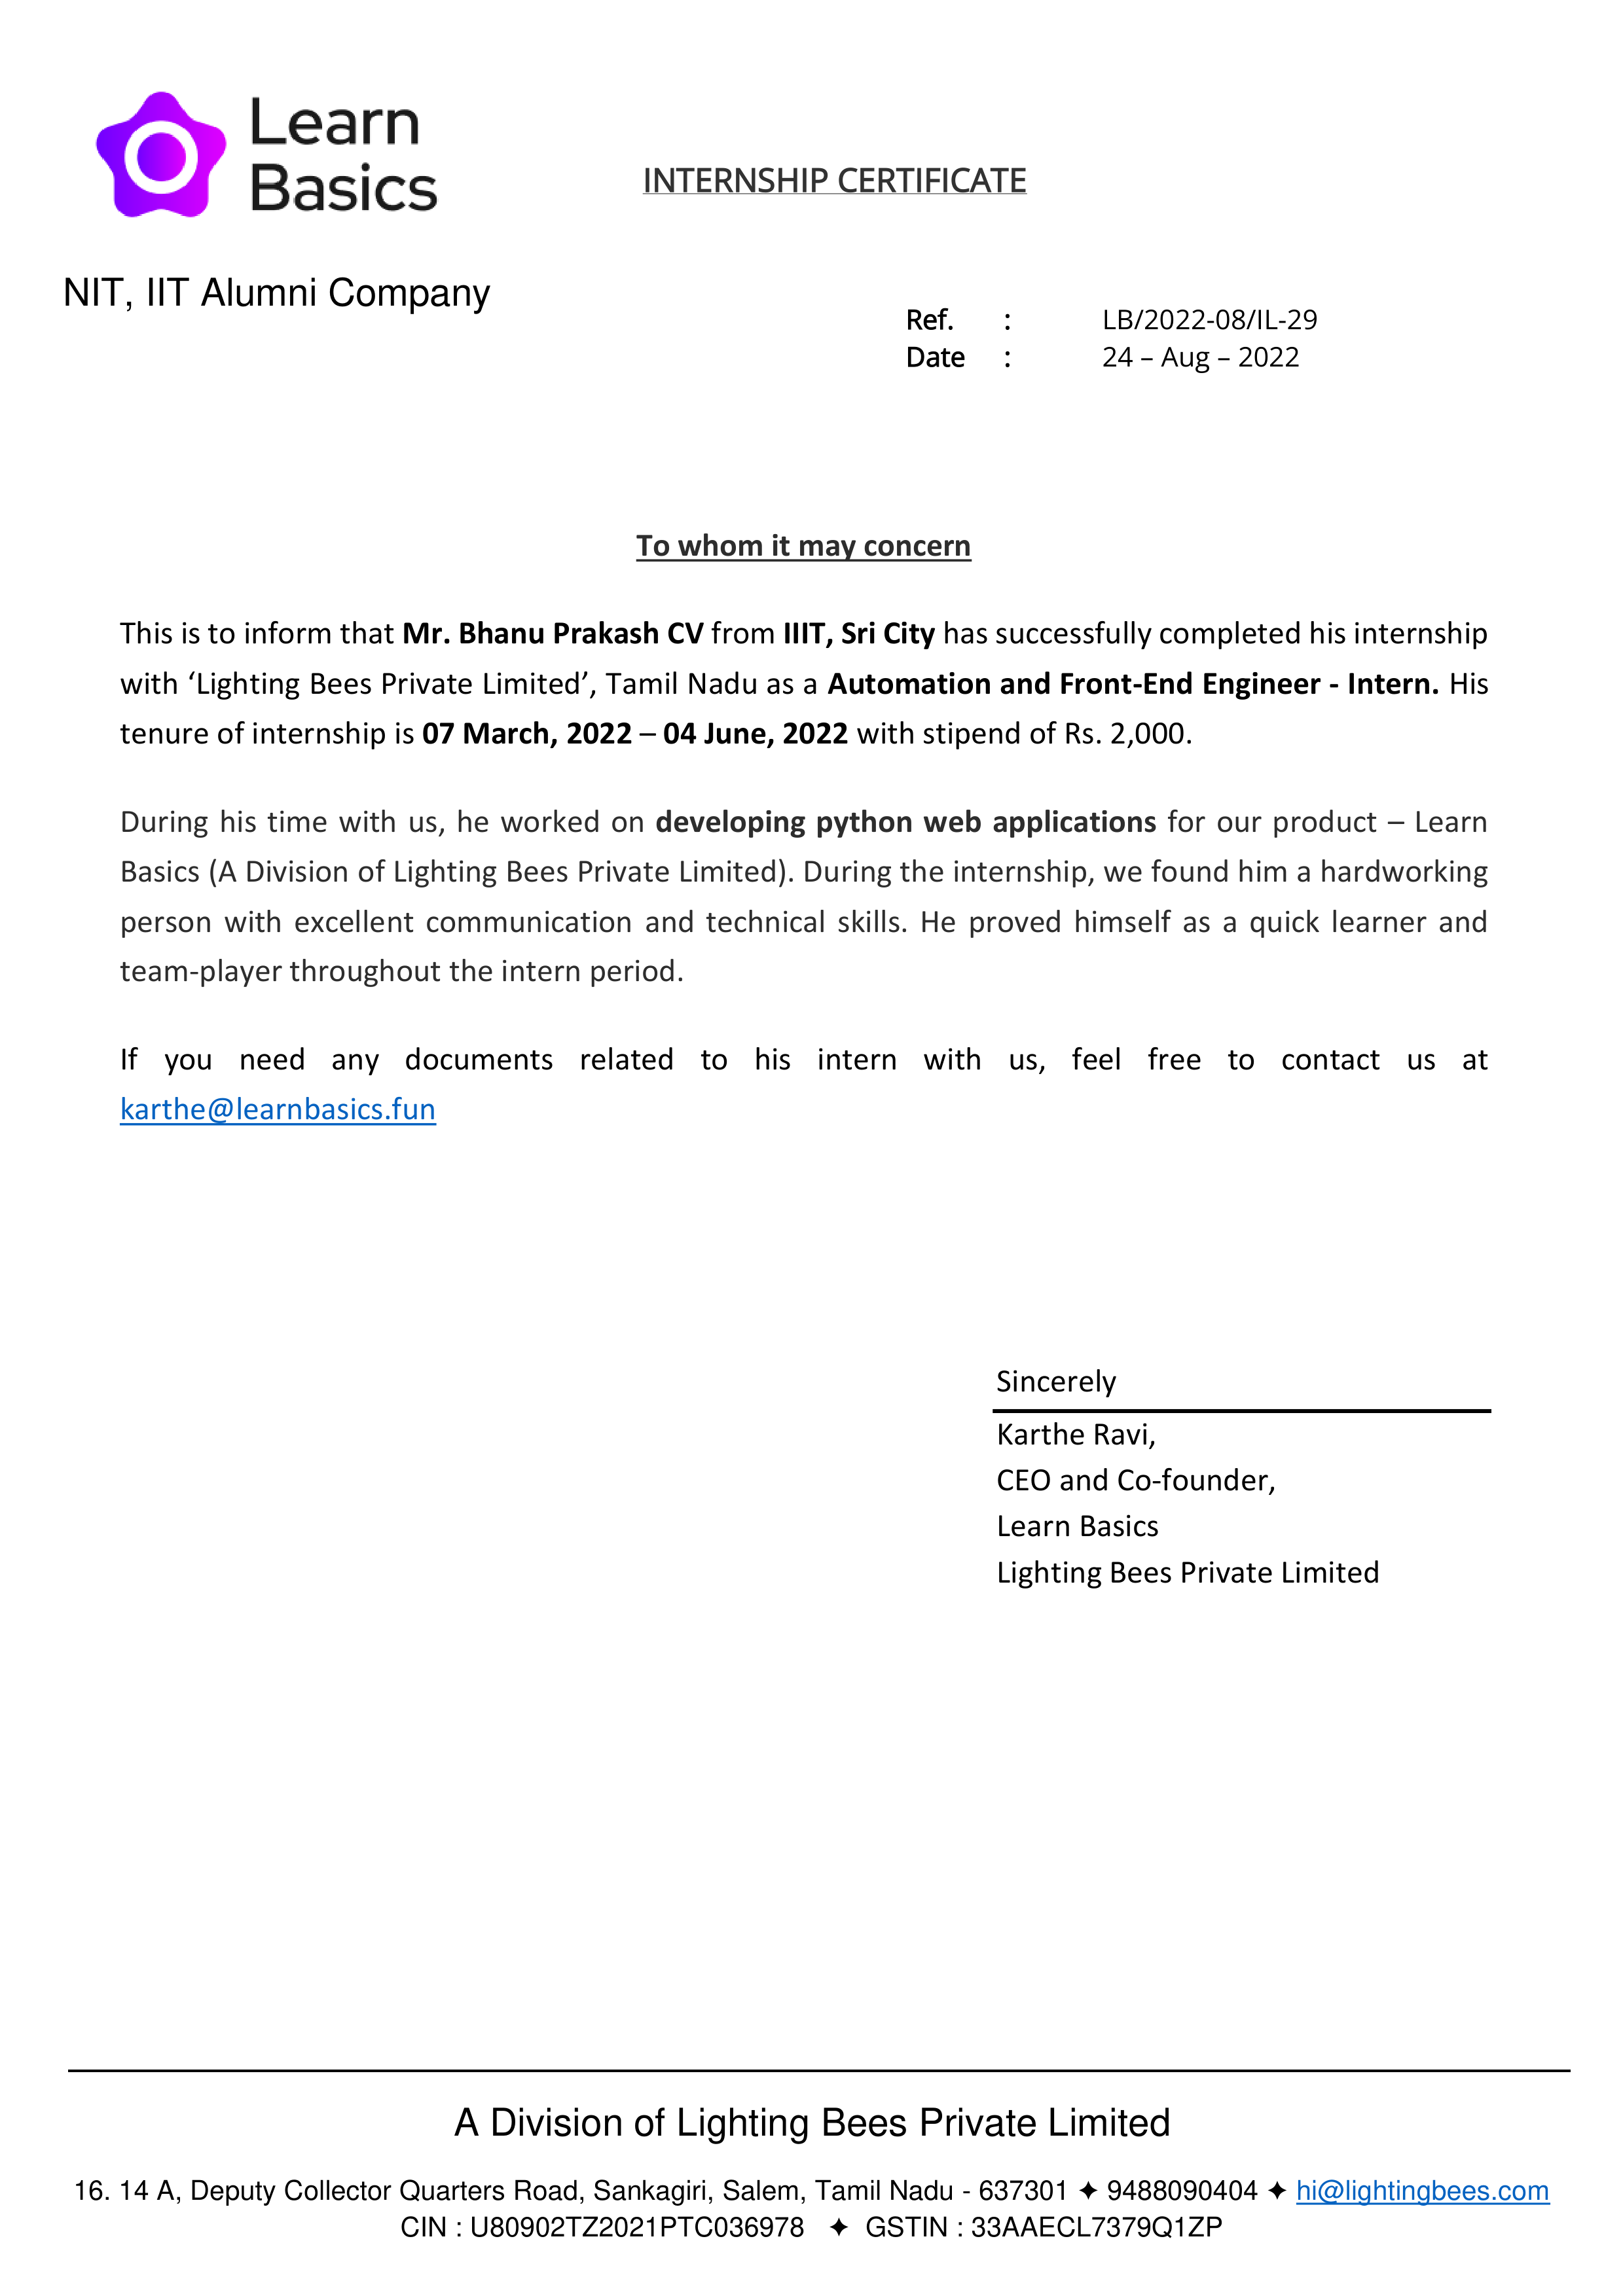 Learn
Basics
INTERNSHIP CERTIFICATE
NIT, IIT Alumni Company
Ref. : LB/2022-08/IL-29
Date : 24 – Aug – 2022
To whom it may concern
This is to inform that Mr. Bhanu Prakash CV from IIIT, Sri City has successfully completed his internship
with ‘Lighting Bees Private Limited’, Tamil Nadu as a Automation and Front-End Engineer - Intern. His
tenure of internship is 07 March, 2022 – 04 June, 2022 with stipend of Rs. 2,000.
During his time with us, he worked on developing python web applications for our product – Learn
Basics (A Division of Lighting Bees Private Limited). During the internship, we found him a hardworking
person with excellent communication and technical skills. He proved himself as a quick learner and
team-player throughout the intern period.
If you need any documents related to his intern with us, feel free to contact us at
karthe@learnbasics.fun
Sincerely
Karthe Ravi,
CEO and Co-founder,
Learn Basics
Lighting Bees Private Limited
A Division of Lighting Bees Private Limited
16. 14 A, Deputy Collector Quarters Road, Sankagiri, Salem, Tamil Nadu - 637301 ✦ 9488090404 ✦ hi@lightingbees.com
CIN : U80902TZ2021PTC036978 ✦ GSTIN : 33AAECL7379Q1ZP